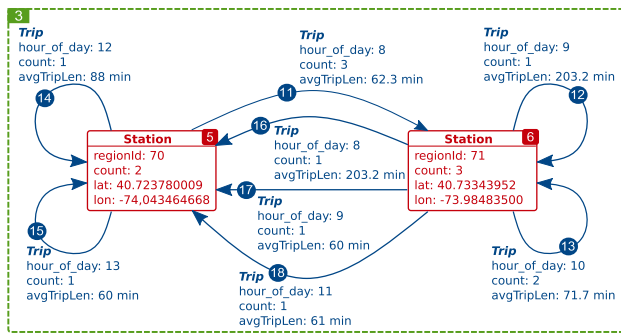 3
Trip
hour_of_day: 12
count: 1
avgTripLen: 88 min
14
Trip
hour_of_day: 8
count: 3
avgTripLen: 62.3 min
11
Trip
hour_of_day: 9
count: 1
avgTripLen: 203.2 min
12
Station 5
regionId: 70
count: 2
lat: 40.723780009
lon: -74,043464668
16
Trip
hour_of_day: 8
count: 1
avgTripLen: 203.2 min
Station 6
regionId: 71
count: 3
lat: 40.73343952
lon: -73.98483500
17
Trip
hour_of_day: 9
count: 1
avgTripLen: 60 min
15
Trip
hour_of_day: 13
count: 1
avgTripLen: 60 min
18
Trip
hour_of_day: 11
count: 1
avgTripLen: 61 min
13
Trip
hour_of_day: 10
count: 2
avgTripLen: 71.7 min